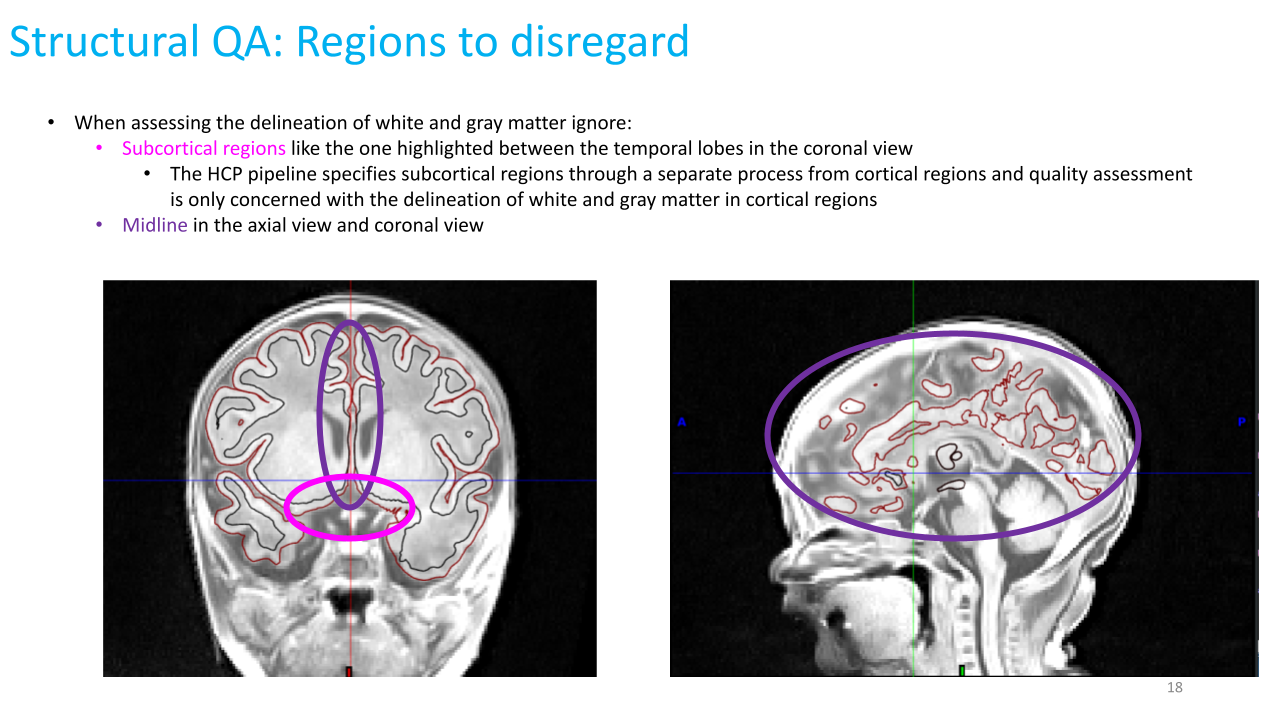 Structural QA: Regions to disregard
• When assessing the delineation of white and gray matter ignore:
• Subcortical regions like the one highlighted between the temporal lobes in the coronal view
• The HCP pipeline specifies subcortical regions through a separate process from cortical regions and quality assessment
is only concerned with the delineation of white and gray matter in cortical regions
• Midline in the axial view and coronal view
A
P
18